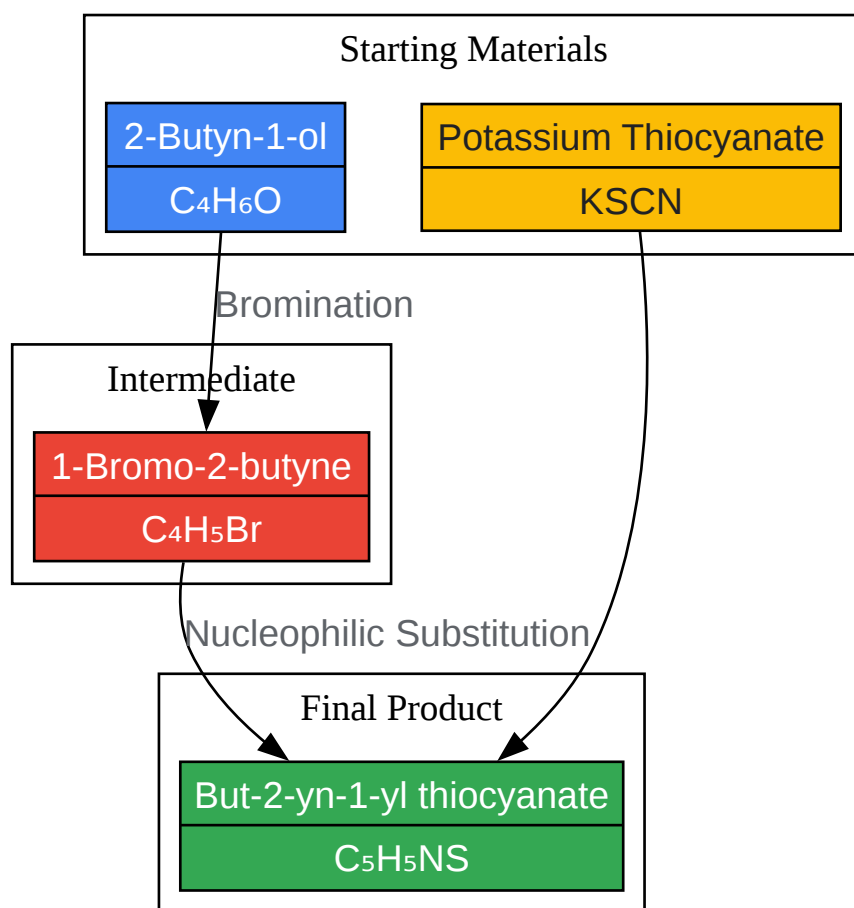 Starting Materials
2-Butyn-1-ol
C₄H₆O
Potassium Thiocyanate
KSCN
Bromination
Intermediate
1-Bromo-2-butyne
C₄H₅Br
Nucleophilic Substitution
Final Product
But-2-yn-1-yl thiocyanate
C₅H₅NS